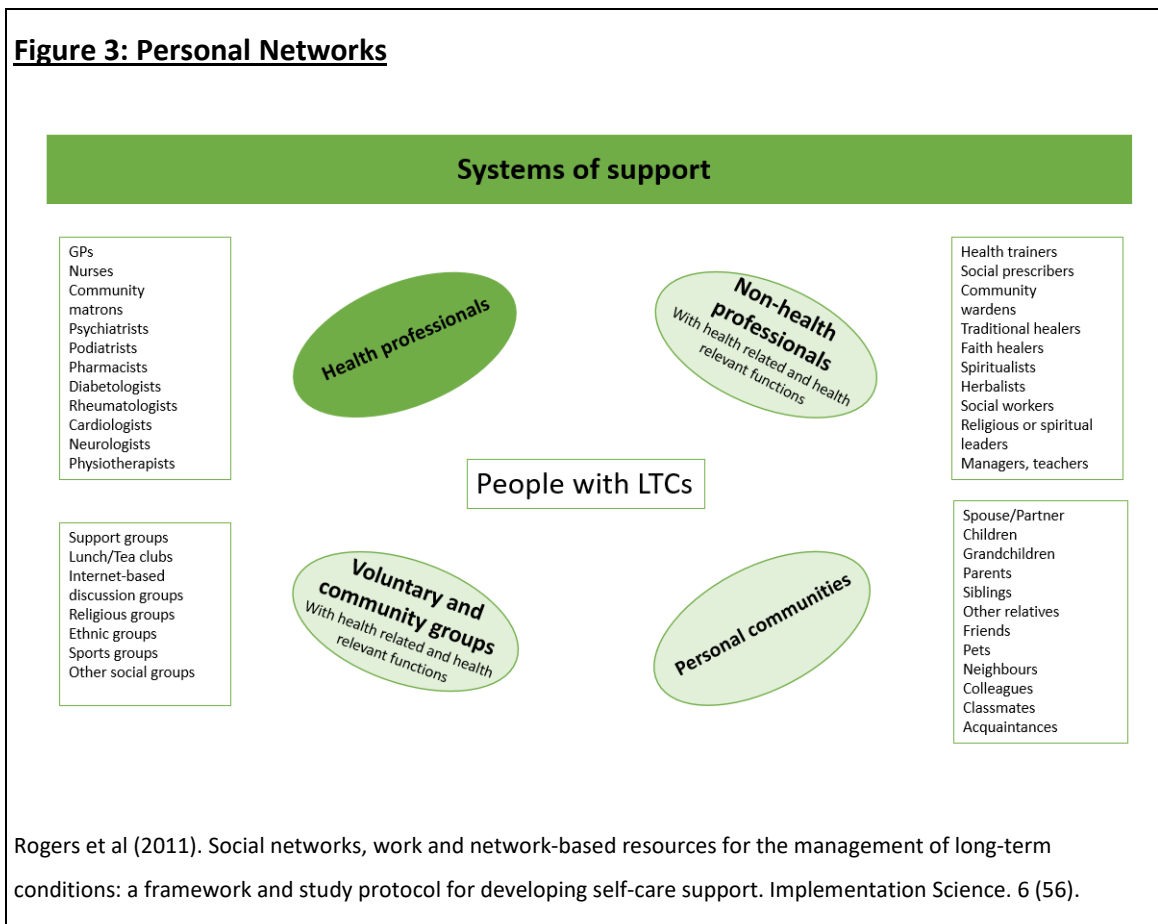 Figure 3: Personal Networks
Systems of support
GPs
Nurses
Community
matrons
Psychiatrists
Podiatrists
Pharmacists
Diabetologists
Rheumatologists
Cardiologists
Neurologists
Physiotherapists
Health professionals
Non-health
professionals
With health related and health
relevant functions
Health trainers
Social prescribers
Community
wardens
Traditional healers
Faith healers
Spiritualists
Herbalists
Social workers
Religious or spiritual
leaders
Managers, teachers
People with LTCs
Support groups
Lunch/Tea clubs
Internet-based
discussion groups
Religious groups
Ethnic groups
Sports groups
Other social groups
Voluntary and
community groups
With health related and health
relevant functions
Personal communities
Spouse/Partner
Children
Grandchildren
Parents
Siblings
Other relatives
Friends
Pets
Neighbours
Colleagues
Classmates
Acquaintances
Rogers et al (2011). Social networks, work and network-based resources for the management of long-term
conditions: a framework and study protocol for developing self-care support. Implementation Science. 6 (56).